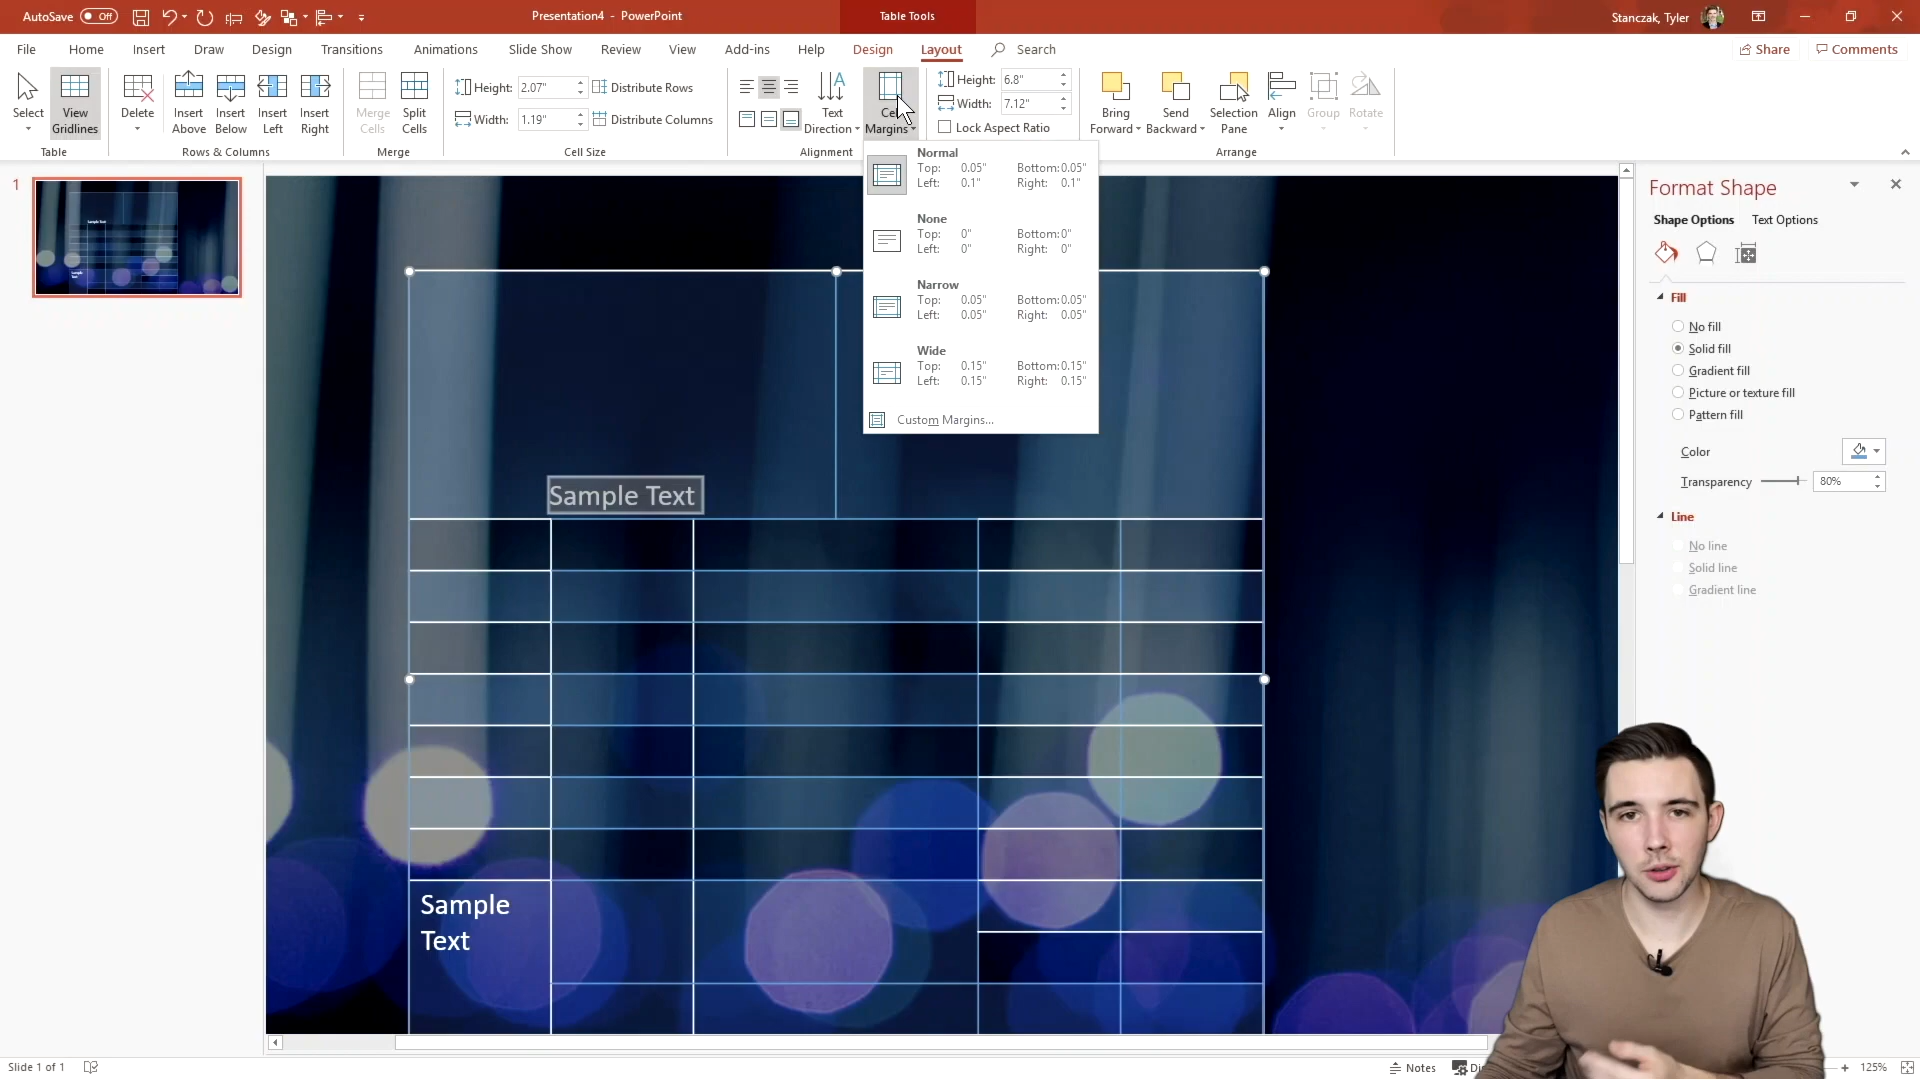 AutoSave Off
Presentation4 - PowerPoint
Table Tools
Stanczak, Tyler
File Home Insert Draw Design Transitions Animations Slide Show Review View Add-ins Help Design Layout Search
Share Comments
Select
View
Gridlines
Table
Delete
Insert
Above
Insert
Below
Insert
Left
Insert
Right
Rows & Columns
Merge
Cells
Split
Cells
Merge
Height: 2.07"
Width: 1.19"
Distribute Rows
Distribute Columns
Cell Size
Text
Direction
Margins
Alignment
Height: 6.8"
Width: 7.12"
Lock Aspect Ratio
Bring
Forward
Send
Backward
Selection
Pane
Align
Group
Rotate
Arrange
Normal
Top: 0.05" Bottom: 0.05"
Left: 0.1" Right: 0.1"
None
Top: 0" Bottom: 0"
Left: 0" Right: 0"
Narrow
Top: 0.05" Bottom: 0.05"
Left: 0.05" Right: 0.05"
Wide
Top: 0.15" Bottom: 0.15"
Left: 0.15" Right: 0.15"
Custom Margins...
1
Sample Text
Sample
Text
Format Shape
Shape Options Text Options
Fill
No fill
Solid fill
Gradient fill
Picture or texture fill
Pattern fill
Color
Transparency 80%
Line
No line
Solid line
Gradient line
Slide 1 of 1
Notes
125%